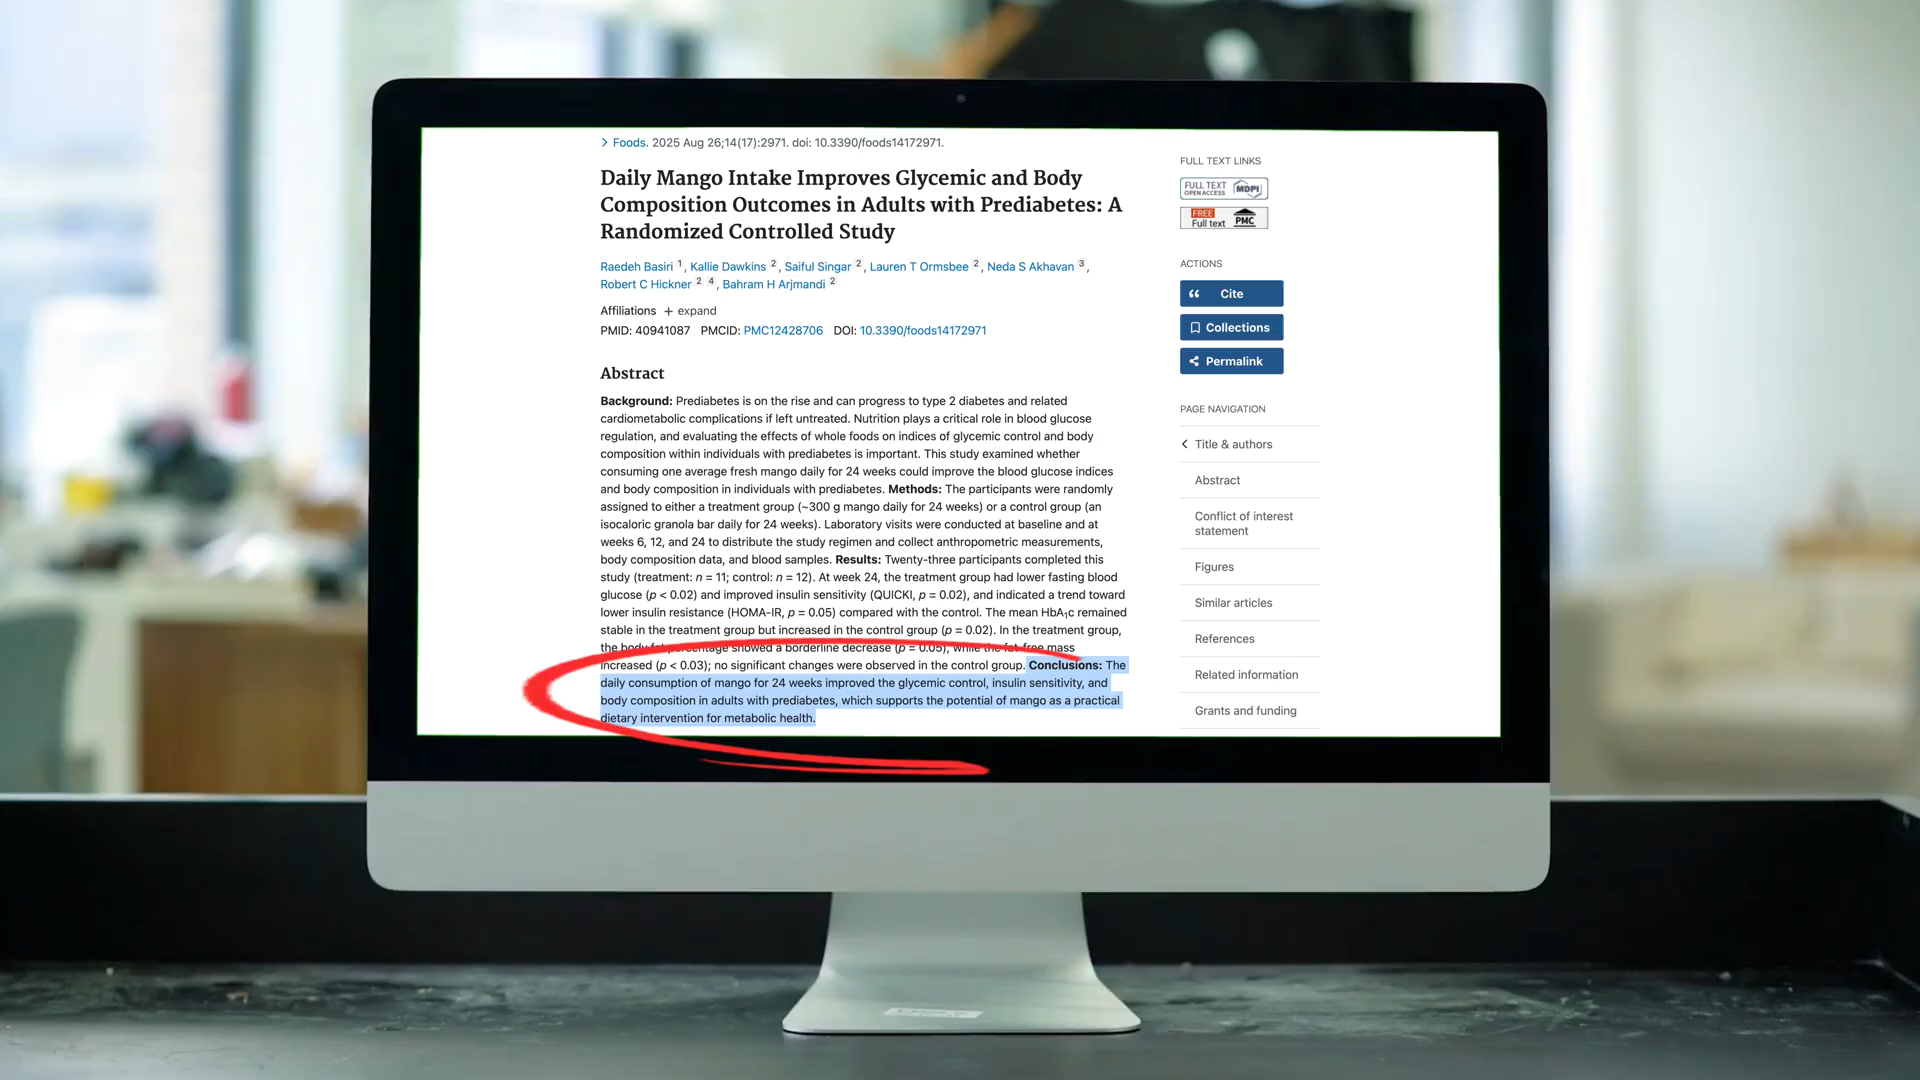 > Foods. 2025 Aug 26;14(17):2971. doi: 10.3390/foods14172971.
Daily Mango Intake Improves Glycemic and Body
Composition Outcomes in Adults with Prediabetes: A
Randomized Controlled Study
Raedeh Basiri 1, Kallie Dawkins 2, Saiful Singar 2, Lauren T Ormsbee 2, Neda S Akhavan 3,
Robert C Hickner 2 4, Bahram H Arjmandi 2
Affiliations + expand
PMID: 40941087 PMCID: PMC12428706 DOI: 10.3390/foods14172971
Abstract
Background: Prediabetes is on the rise and can progress to type 2 diabetes and related
cardiometabolic complications if left untreated. Nutrition plays a critical role in blood glucose
regulation, and evaluating the effects of whole foods on indices of glycemic control and body
composition within individuals with prediabetes is important. This study examined whether
consuming one average fresh mango daily for 24 weeks could improve the blood glucose indices
and body composition in individuals with prediabetes. Methods: The participants were randomly
assigned to either a treatment group (~300 g mango daily for 24 weeks) or a control group (an
isocaloric granola bar daily for 24 weeks). Laboratory visits were conducted at baseline and at
weeks 6, 12, and 24 to distribute the study regimen and collect anthropometric measurements,
body composition data, and blood samples. Results: Twenty-three participants completed this
study (treatment: n = 11; control: n = 12). At week 24, the treatment group had lower fasting blood
glucose (p < 0.02) and improved insulin sensitivity (QUICKI, p = 0.02), and indicated a trend toward
lower insulin resistance (HOMA-IR, p = 0.05) compared with the control. The mean HbA1c remained
stable in the treatment group but increased in the control group (p = 0.02). In the treatment group,
the body fat percentage showed a borderline decrease (p = 0.05), while the fat-free mass
increased (p < 0.03); no significant changes were observed in the control group. Conclusions: The
daily consumption of mango for 24 weeks improved the glycemic control, insulin sensitivity, and
body composition in adults with prediabetes, which supports the potential of mango as a practical
dietary intervention for metabolic health.
FULL TEXT LINKS
FULL TEXT
OPEN ACCESS
MDPI
FREE
Full text
PMC
ACTIONS
Cite
Collections
Permalink
PAGE NAVIGATION
Title & authors
Abstract
Conflict of interest
statement
Figures
Similar articles
References
Related information
Grants and funding